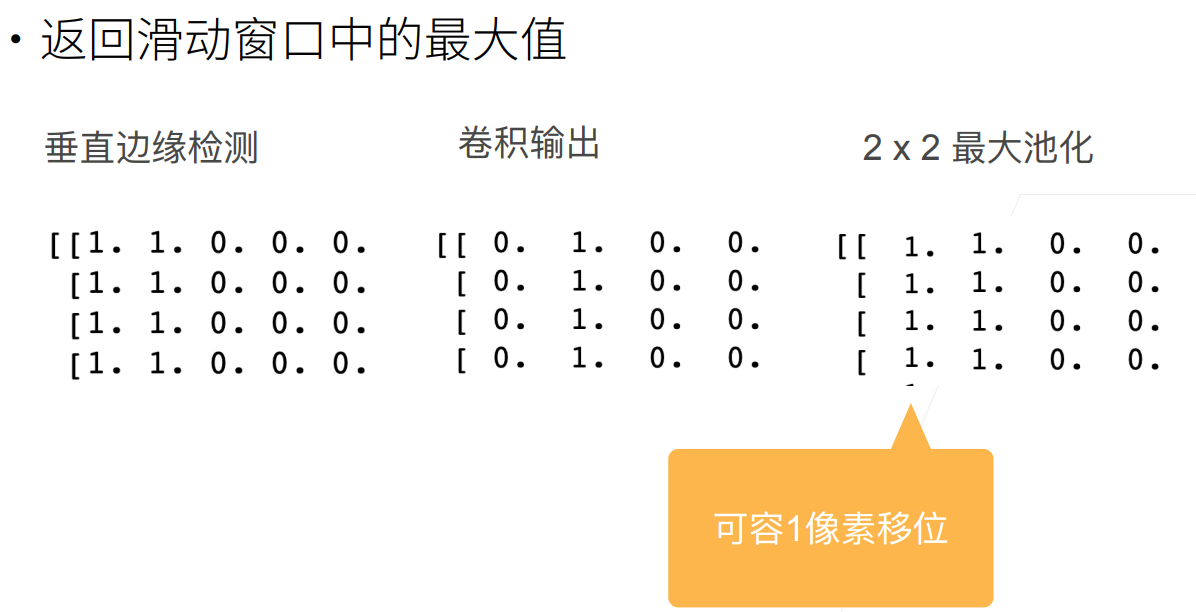 • 返回滑动窗口中的最大值
垂直边缘检测
卷积输出
2 x 2 最大池化
[[1. 1. 0. 0. 0.
[1. 1. 0. 0. 0.
[1. 1. 0. 0. 0.
[1. 1. 0. 0. 0.
[[ 0. 1. 0. 0.
[ 0. 1. 0. 0.
[ 0. 1. 0. 0.
[ 0. 1. 0. 0.
[[ 1. 1. 0. 0.
[ 1. 1. 0. 0.
[ 1. 1. 0. 0.
[ 1. 1. 0. 0.
可容1像素移位